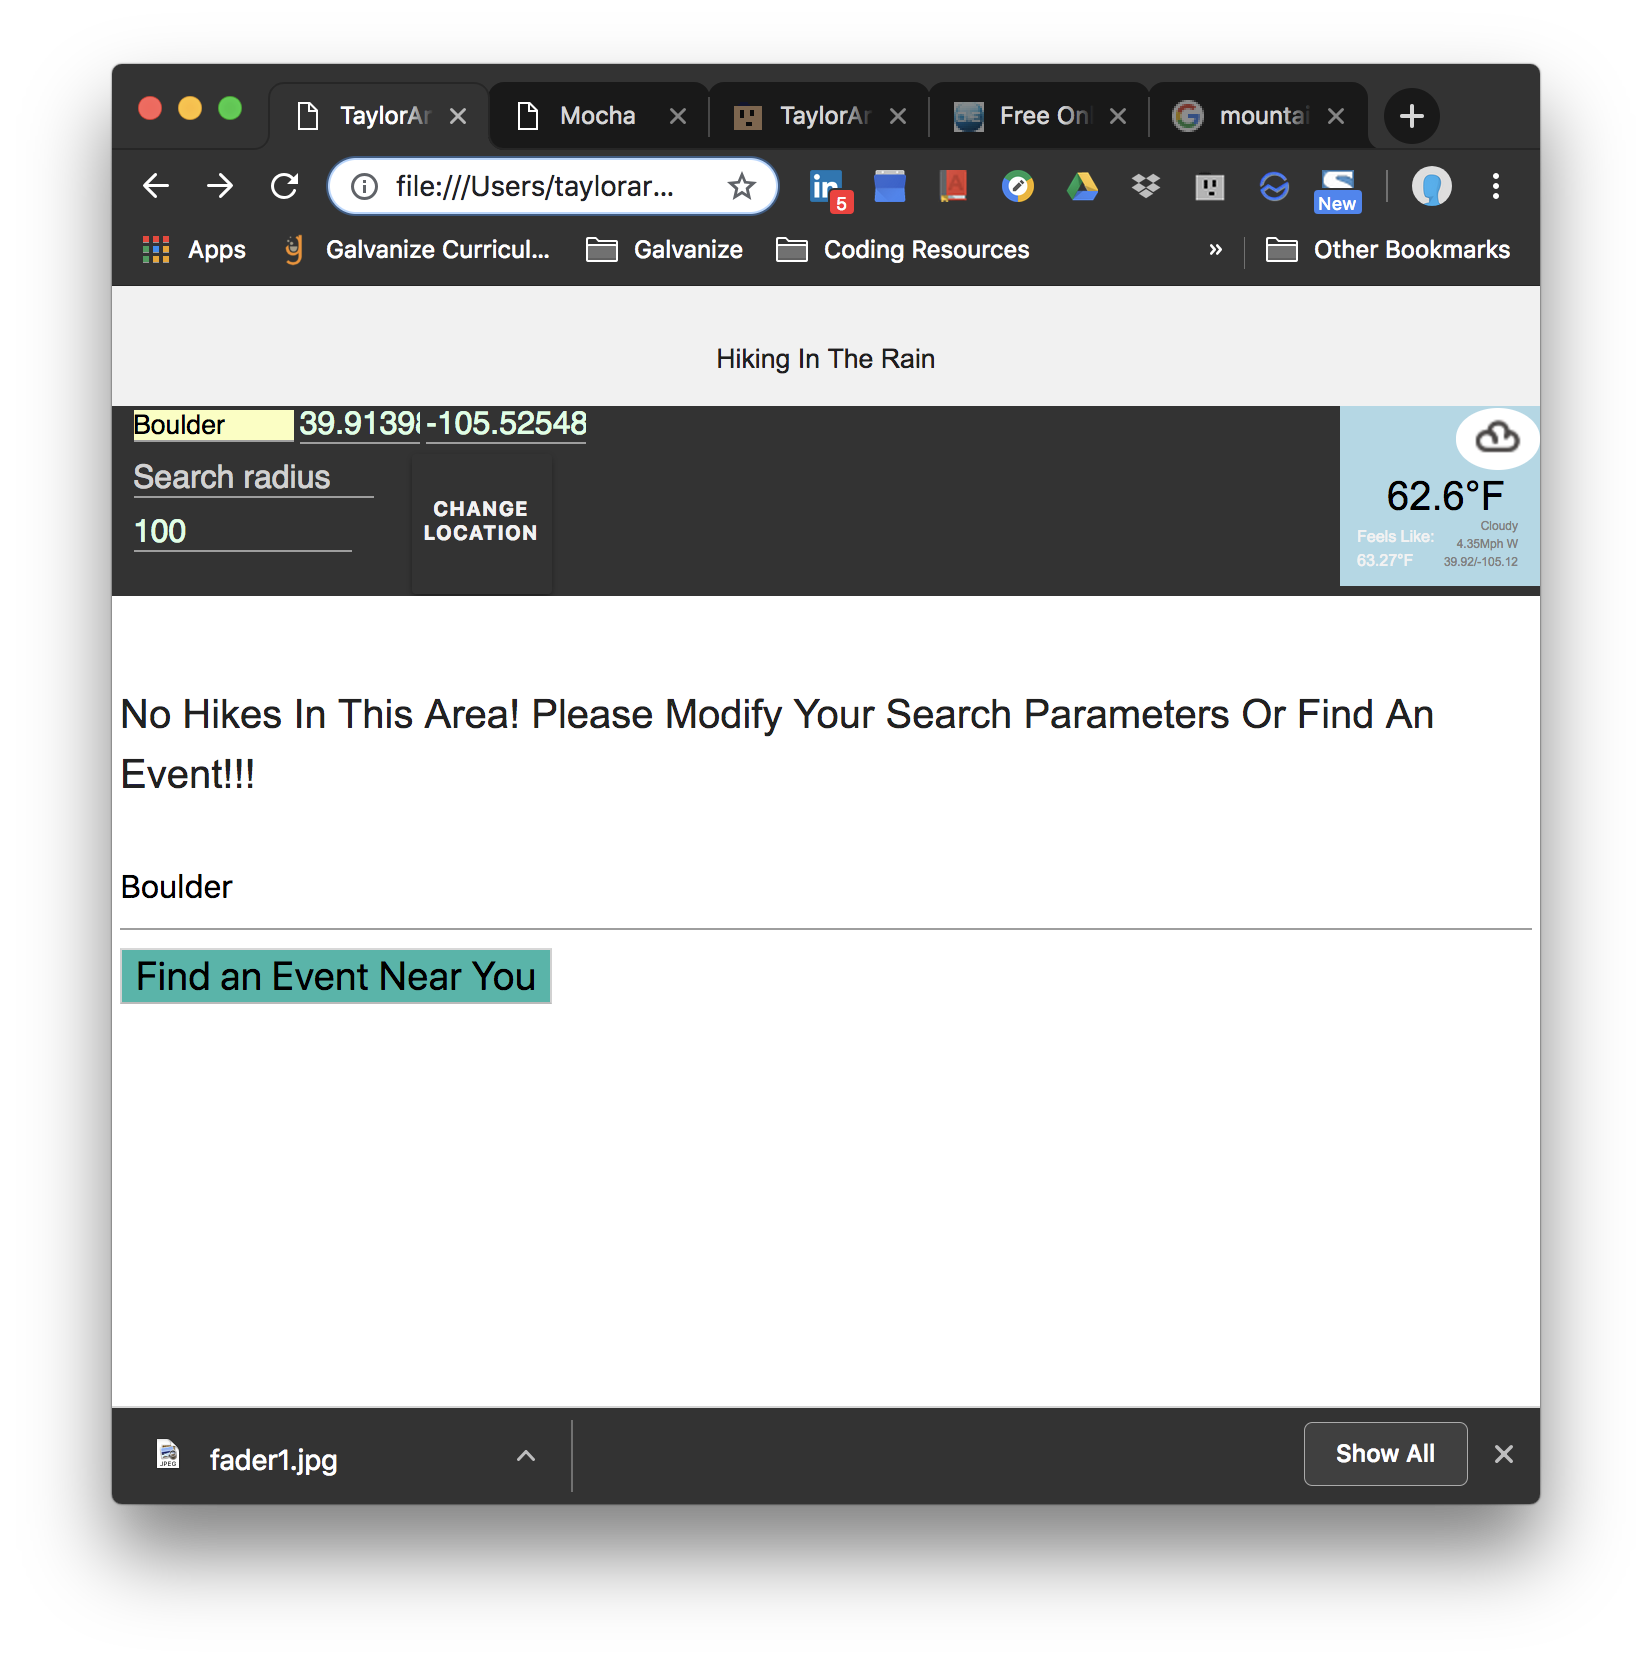 TaylorAr
Mocha
TaylorAr
Free Onl
mountai
file:///Users/taylorar...
5
New
Apps
Galvanize Curricul...
Galvanize
Coding Resources
»
Other Bookmarks
Hiking In The Rain
Boulder 39.91398 -105.52548
Search radius
100
CHANGE
LOCATION
62.6°F
Cloudy
Feels Like:
4.35Mph W
63.27°F
39.92/-105.12
No Hikes In This Area! Please Modify Your Search Parameters Or Find An
Event!!!
Boulder
Find an Event Near You
JPEG
fader1.jpg
Show All